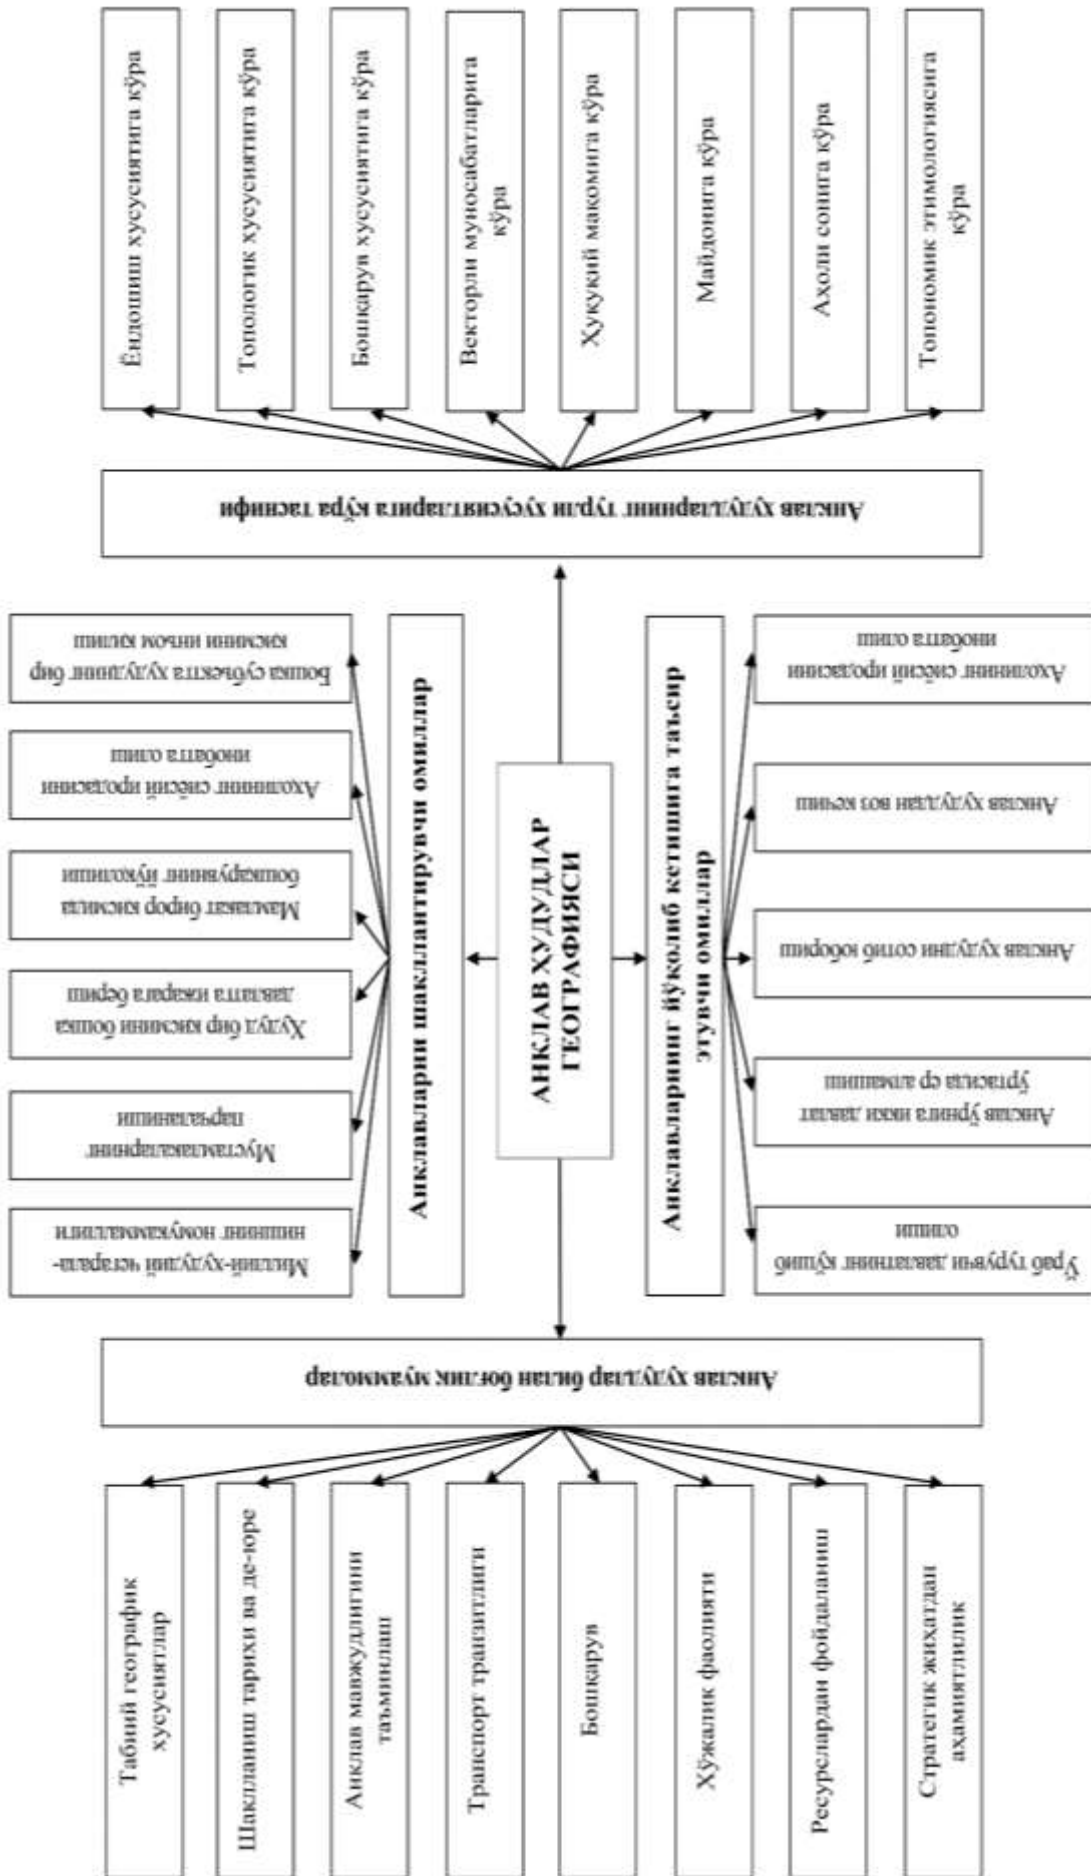 Ёндошиш хусусиятига кўра
Топологик хусусиятига кўра
Бошқарув хусусиятига кўра
Векторли муносабатларига
кўра
Ҳуқуқий мақомига кўра
Майдонига кўра
Аҳоли сонига кўра
Топономик этимологиясига
кўра
Анклав ҳудудларнинг турли хусусиятларига кўра таснифи
Бошқа субъектга ҳудуднинг бир
қисмини инъом қилиш
Аҳолининг сиёсий иродасини
инобатга олиш
Мамлакат бирор қисмида
бошқарувнинг йўқолиши
Ҳудуд бир қисмини бошқа
давлатга ижарага бериш
Мустамлакаларнинг
парчаланиши
Миллий-ҳудудий чегарала-
нишнинг номукаммаллиги
Анклавларни шакллантирувчи омиллар
АНКЛАВ ҲУДУДЛАР
ГЕОГРАФИЯСИ
Анклавларнинг йўқолиб кетишига таъсир
этувчи омиллар
Аҳолининг сиёсий иродасини
инобатга олиш
Анклав ҳудуддан воз кечиш
Анклав ҳудудни сотиб юбориш
Анклав ўрнига икки давлат
ўртасида ер алмашиш
Ўраб турувчи давлатнинг қўшиб
олиши
Анклав ҳудудлар билан боғлиқ муаммолар
Табиий географик
хусусиятлар
Шаклланиш тарихи ва де-юре
Анклав мавжудлигини
таъминлаш
Транспорт транзитлиги
Бошқарув
Хўжалик фаолияти
Ресурслардан фойдаланиш
Стратегик жиҳатдан
аҳамиятлилик